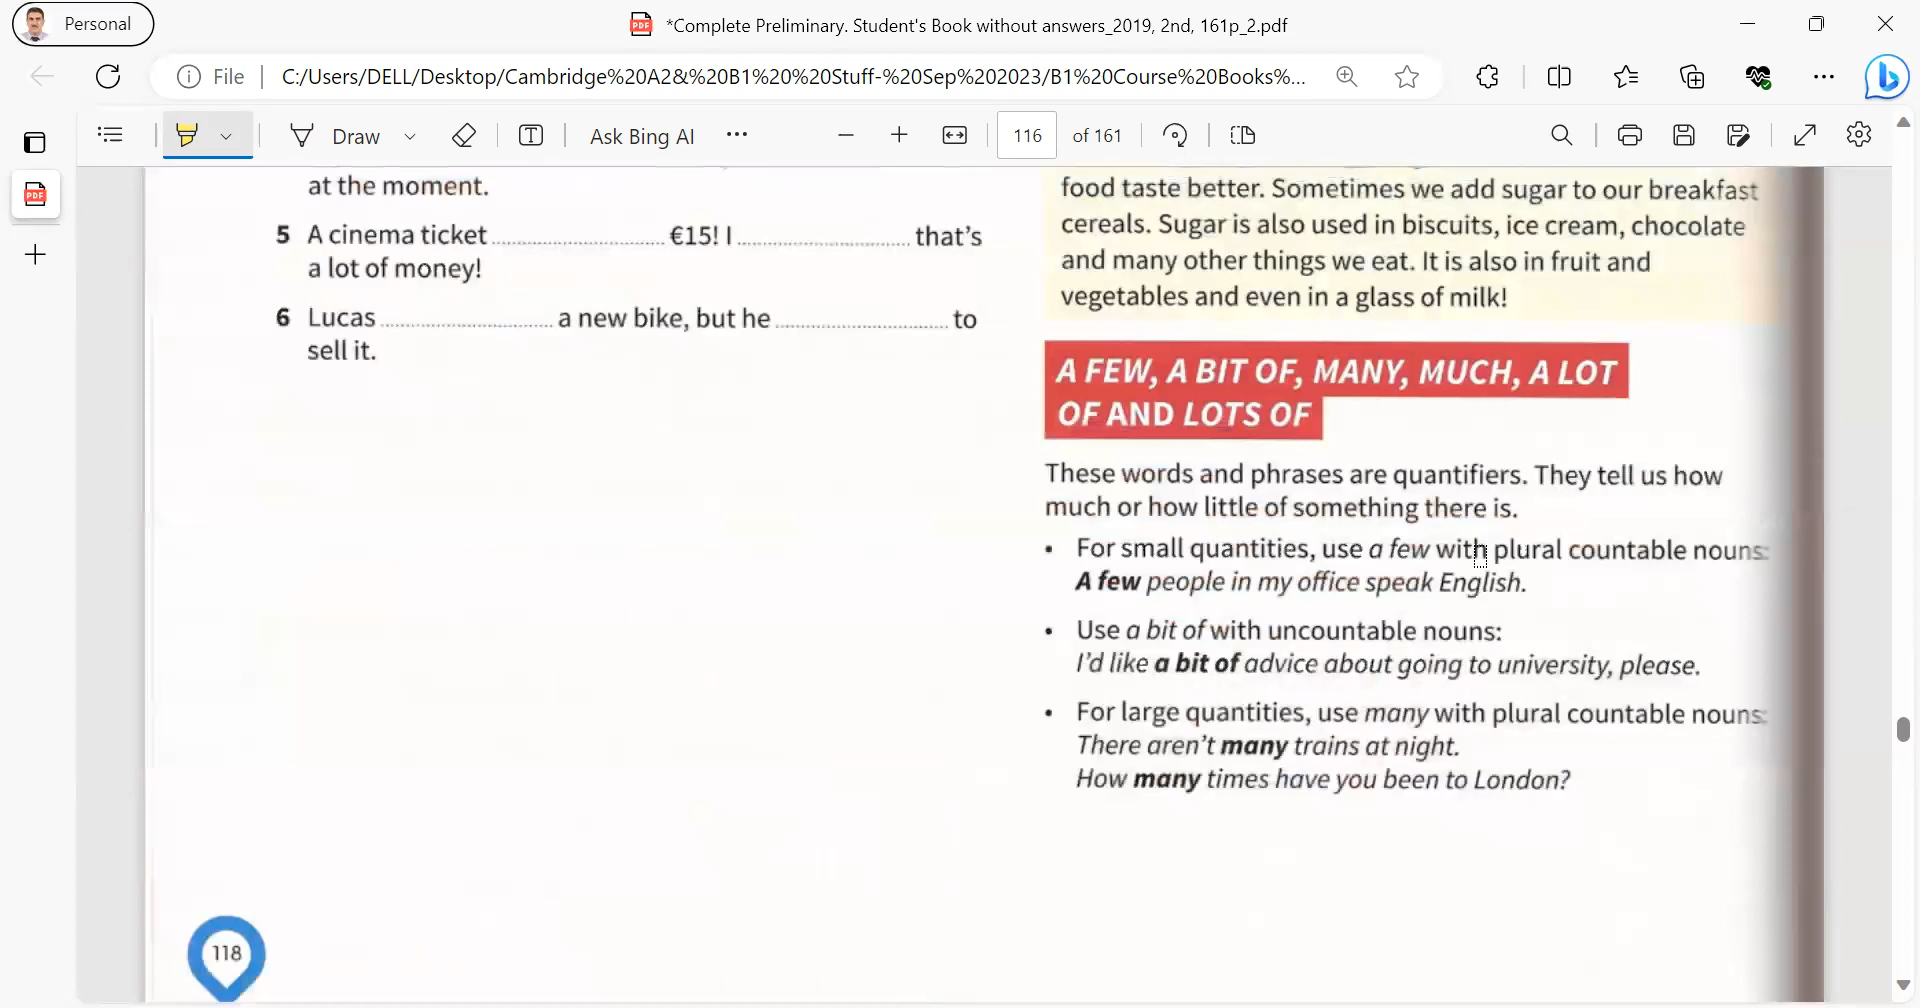 Personal
*Complete Preliminary. Student's Book without answers_2019, 2nd, 161p_2.pdf
File
C:/Users/DELL/Desktop/Cambridge%20A2&%20B1%20%20Stuff-%20Sep%202023/B1%20Course%20Books%...
Draw
Ask Bing AI
116 of 161
at the moment.
5 A cinema ticket .................... €15! I .................... that's
a lot of money!
6 Lucas .................... a new bike, but he .................... to
sell it.
118
food taste better. Sometimes we add sugar to our breakfast
cereals. Sugar is also used in biscuits, ice cream, chocolate
and many other things we eat. It is also in fruit and
vegetables and even in a glass of milk!
A FEW, A BIT OF, MANY, MUCH, A LOT
OF AND LOTS OF
These words and phrases are quantifiers. They tell us how
much or how little of something there is.
• For small quantities, use a few with plural countable nouns:
A few people in my office speak English.
• Use a bit of with uncountable nouns:
I'd like a bit of advice about going to university, please.
• For large quantities, use many with plural countable nouns:
There aren't many trains at night.
How many times have you been to London?